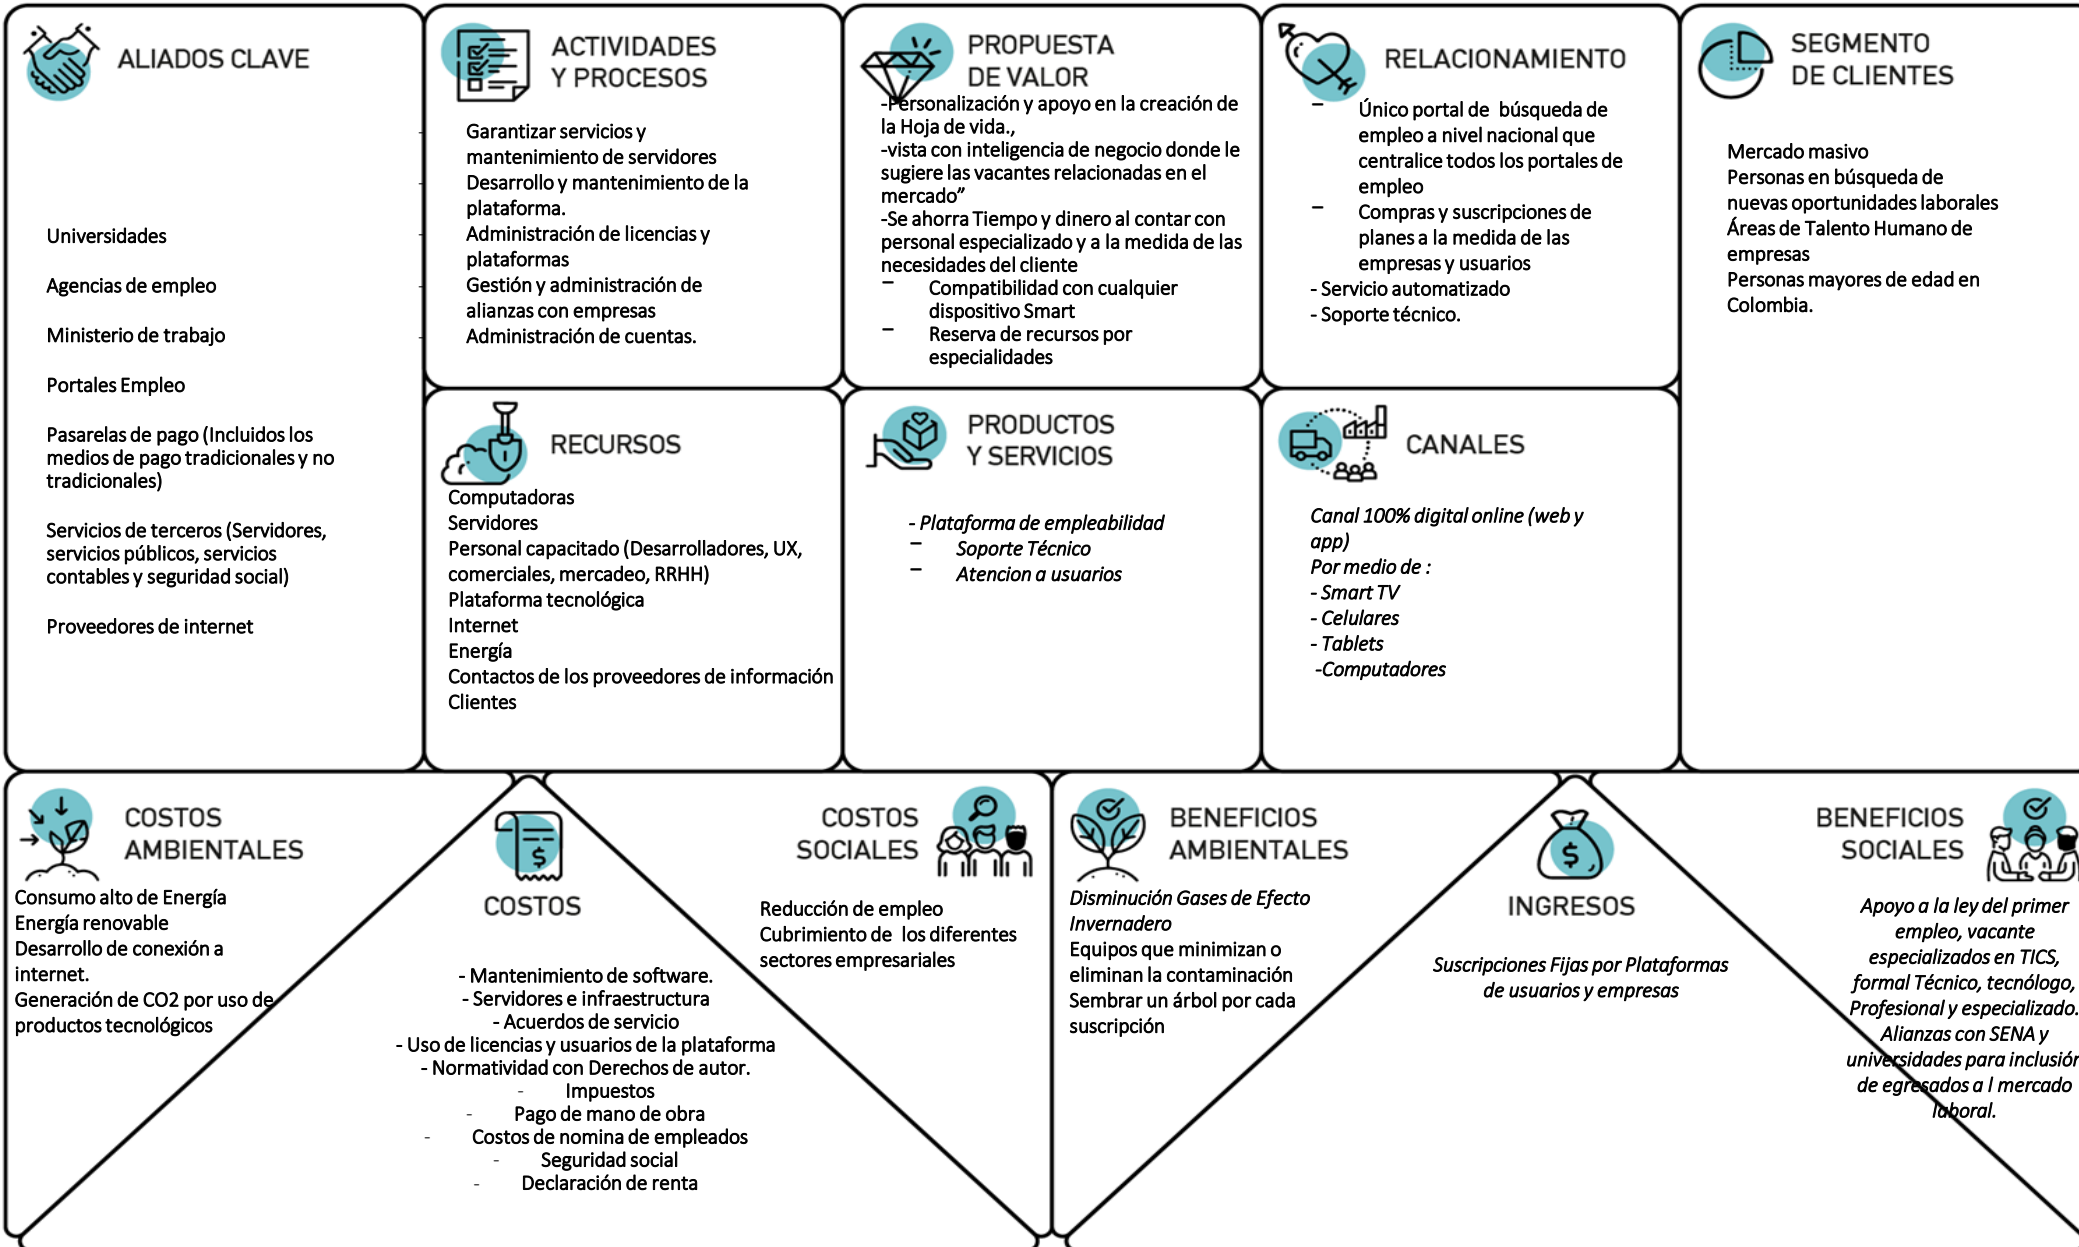 ALIADOS CLAVE
Universidades
Agencias de empleo
Ministerio de trabajo
Portales Empleo
Pasarelas de pago (Incluidos los
medios de pago tradicionales y no
tradicionales)
Servicios de terceros (Servidores,
servicios públicos, servicios
contables y seguridad social)
Proveedores de internet
ACTIVIDADES
Y PROCESOS
Garantizar servicios y
mantenimiento de servidores
Desarrollo y mantenimiento de la
plataforma.
Administración de licencias y
plataformas
Gestión y administración de
alianzas con empresas
Administración de cuentas.
RECURSOS
Computadoras
Servidores
Personal capacitado (Desarrolladores, UX,
comerciales, mercadeo, RRHH)
Plataforma tecnológica
Internet
Energía
Contactos de los proveedores de información
Clientes
PROPUESTA
DE VALOR
-Personalización y apoyo en la creación de
la Hoja de vida.,
-vista con inteligencia de negocio donde le
sugiere las vacantes relacionadas en el
mercado”
-Se ahorra Tiempo y dinero al contar con
personal especializado y a la medida de las
necesidades del cliente
– Compatibilidad con cualquier
dispositivo Smart
– Reserva de recursos por
especialidades
PRODUCTOS
Y SERVICIOS
- Plataforma de empleabilidad
– Soporte Técnico
– Atencion a usuarios
RELACIONAMIENTO
– Único portal de búsqueda de
empleo a nivel nacional que
centralice todos los portales de
empleo
– Compras y suscripciones de
planes a la medida de las
empresas y usuarios
- Servicio automatizado
- Soporte técnico.
CANALES
Canal 100% digital online (web y
app)
Por medio de :
- Smart TV
- Celulares
- Tablets
-Computadores
SEGMENTO
DE CLIENTES
Mercado masivo
Personas en búsqueda de
nuevas oportunidades laborales
Áreas de Talento Humano de
empresas
Personas mayores de edad en
Colombia.
COSTOS
AMBIENTALES
Consumo alto de Energía
Energía renovable
Desarrollo de conexión a
internet.
Generación de CO2 por uso de
productos tecnológicos
COSTOS
- Mantenimiento de software.
- Servidores e infraestructura
- Acuerdos de servicio
- Uso de licencias y usuarios de la plataforma
- Normatividad con Derechos de autor.
- Impuestos
- Pago de mano de obra
- Costos de nomina de empleados
- Seguridad social
- Declaración de renta
COSTOS
SOCIALES
Reducción de empleo
Cubrimiento de los diferentes
sectores empresariales
BENEFICIOS
AMBIENTALES
Disminución Gases de Efecto
Invernadero
Equipos que minimizan o
eliminan la contaminación
Sembrar un árbol por cada
suscripción
INGRESOS
Suscripciones Fijas por Plataformas
de usuarios y empresas
BENEFICIOS
SOCIALES
Apoyo a la ley del primer
empleo, vacante
especializados en TICS,
formal Técnico, tecnólogo,
Profesional y especializado.
Alianzas con SENA y
universidades para inclusión
de egresados a l mercado
laboral.